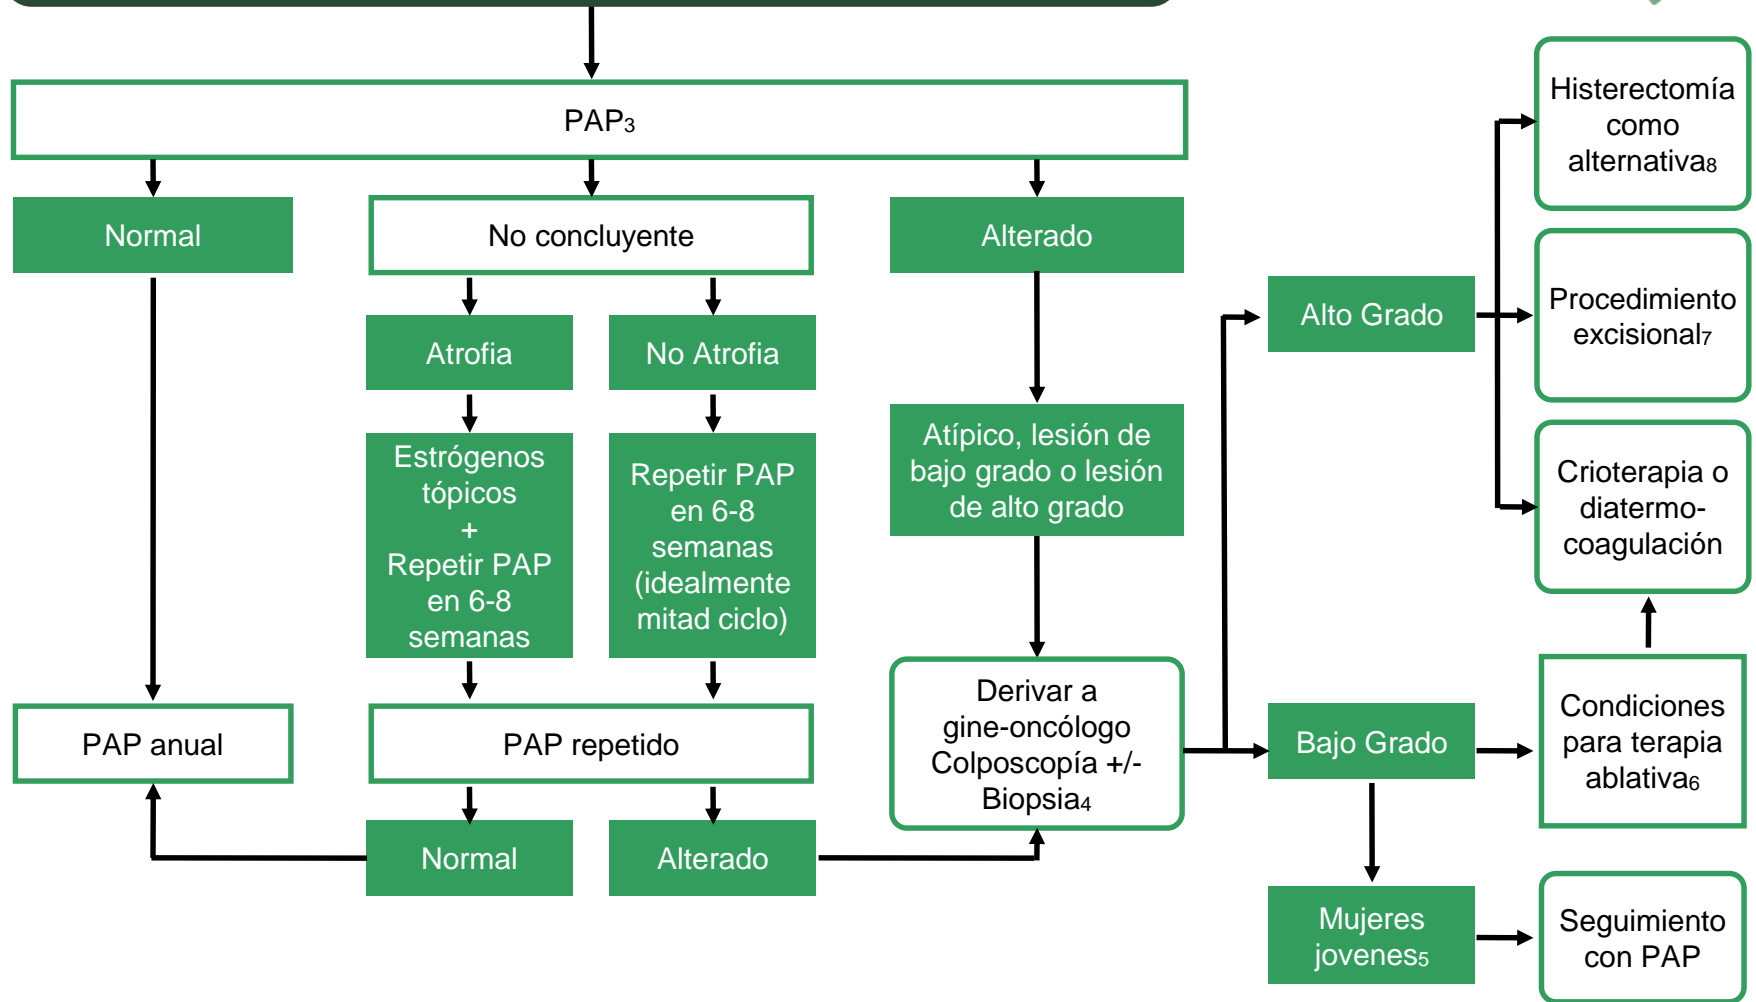 PAP3
Normal
No concluyente
Alterado
Atrofia
No Atrofia
Estrógenos
tópicos
+
Repetir PAP
en 6-8
semanas
Repetir PAP
en 6-8
semanas
(idealmente
mitad ciclo)
Atípico, lesión de
bajo grado o lesión
de alto grado
PAP anual
PAP repetido
Derivar a
gine-oncólogo
Colposcopía +/-
Biopsia4
Normal
Alterado
Alto Grado
Bajo Grado
Mujeres
jovenes5
Histerectomía
como
alternativa8
Procedimiento
excisional7
Crioterapia o
diatermo-
coagulación
Condiciones
para terapia
ablativa6
Seguimiento
con PAP